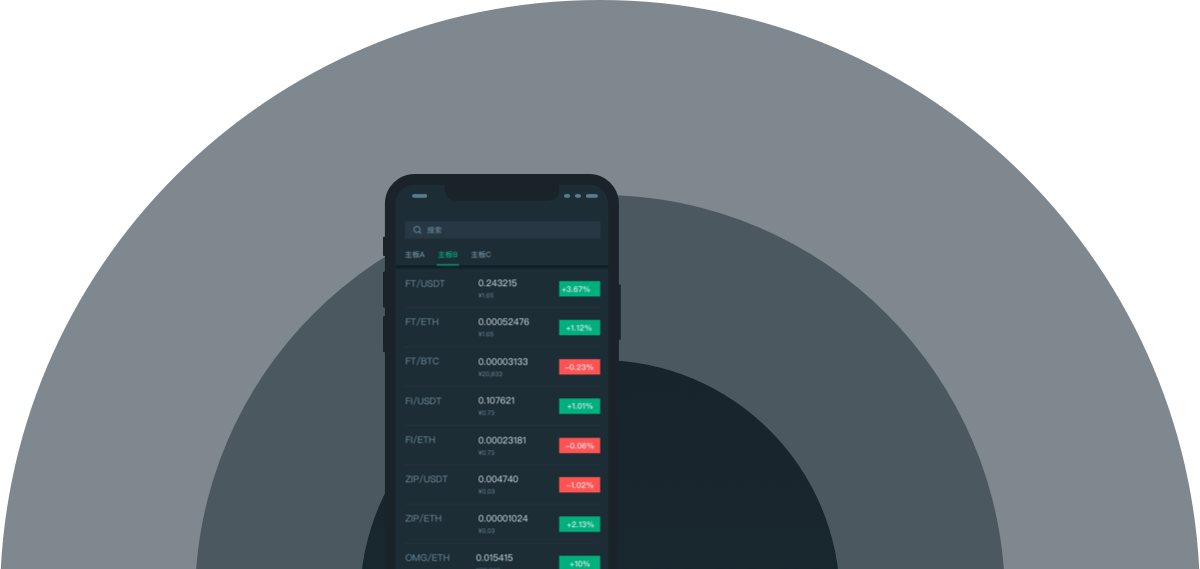 搜索
主板A 主板B 主板C
FT/USDT 0.243215 +3.67%
¥1.65
FT/ETH 0.00052476 +1.12%
¥1.65
FT/BTC 0.00003133 -0.23%
¥20,833
FI/USDT 0.107621 +1.01%
¥0.73
FI/ETH 0.00023181 -0.06%
¥0.73
ZIP/USDT 0.004740 -1.02%
¥0.03
ZIP/ETH 0.00001024 +2.13%
¥0.03
OMG/ETH 0.015415 +10%